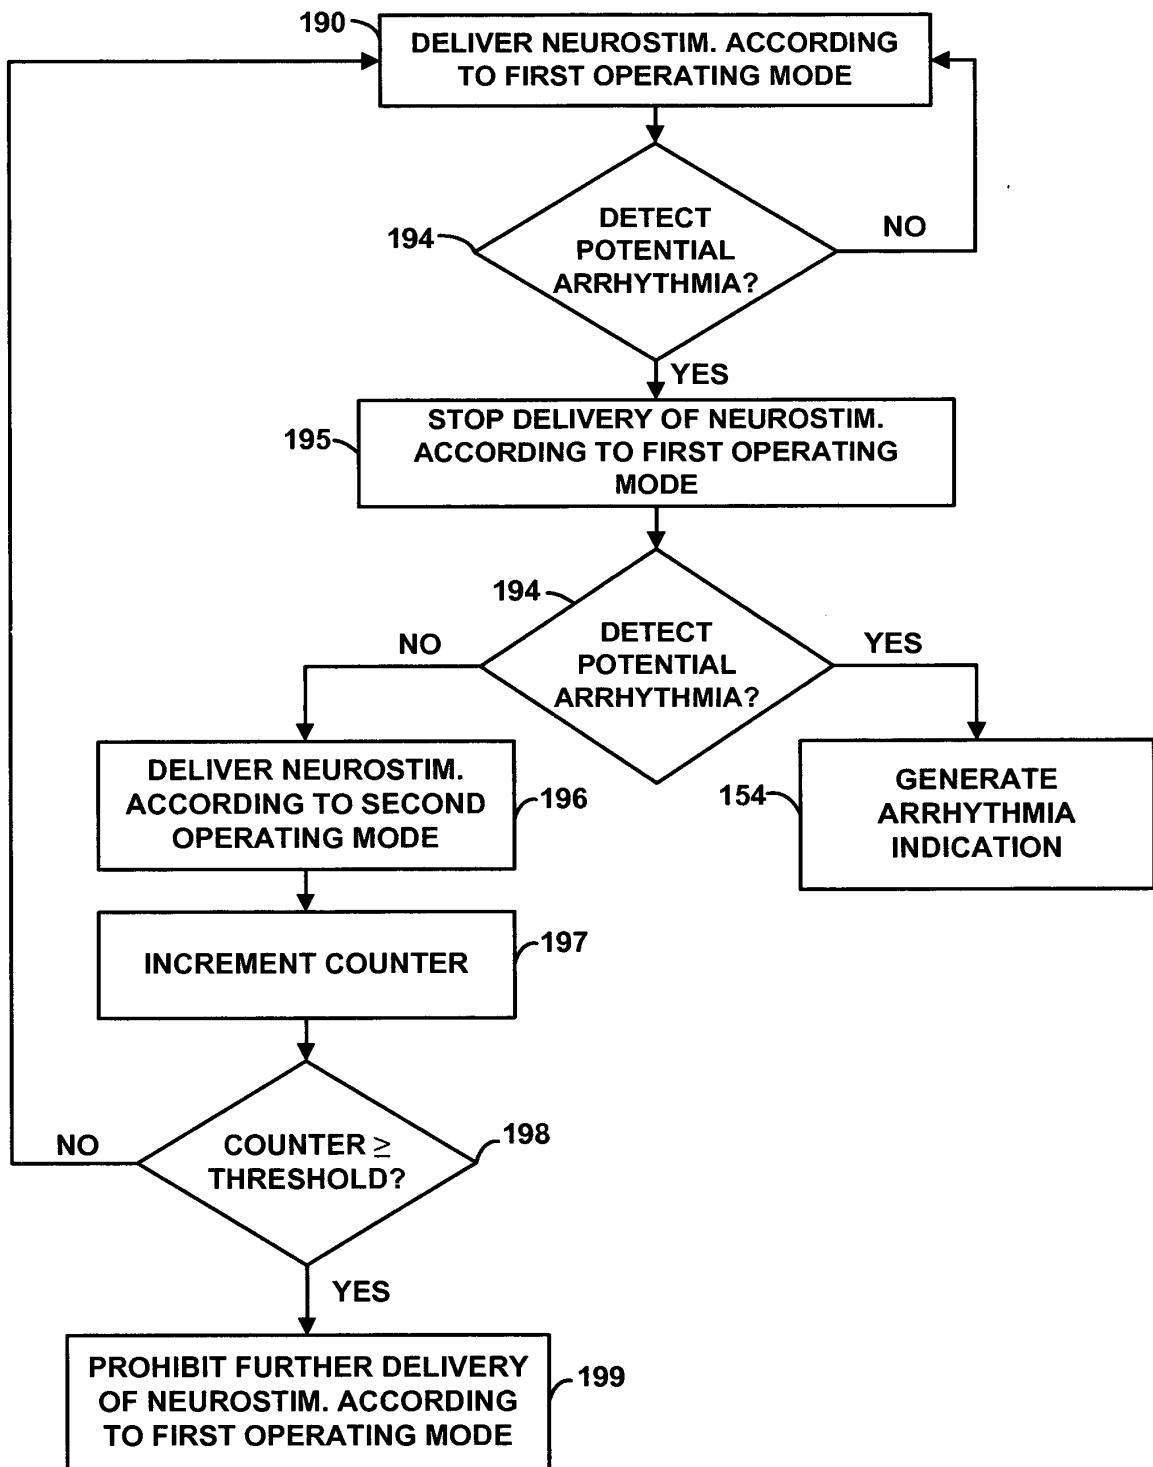 190
DELIVER NEUROSTIM. ACCORDING
TO FIRST OPERATING MODE
194
DETECT
POTENTIAL
ARRHYTHMIA?
NO
YES
195
STOP DELIVERY OF NEUROSTIM.
ACCORDING TO FIRST OPERATING
MODE
194
DETECT
POTENTIAL
ARRHYTHMIA?
NO
YES
DELIVER NEUROSTIM.
ACCORDING TO SECOND
OPERATING MODE
196
154
GENERATE
ARRHYTHMIA
INDICATION
INCREMENT COUNTER
197
COUNTER ≥
THRESHOLD?
198
NO
YES
PROHIBIT FURTHER DELIVERY
OF NEUROSTIM. ACCORDING
TO FIRST OPERATING MODE
199